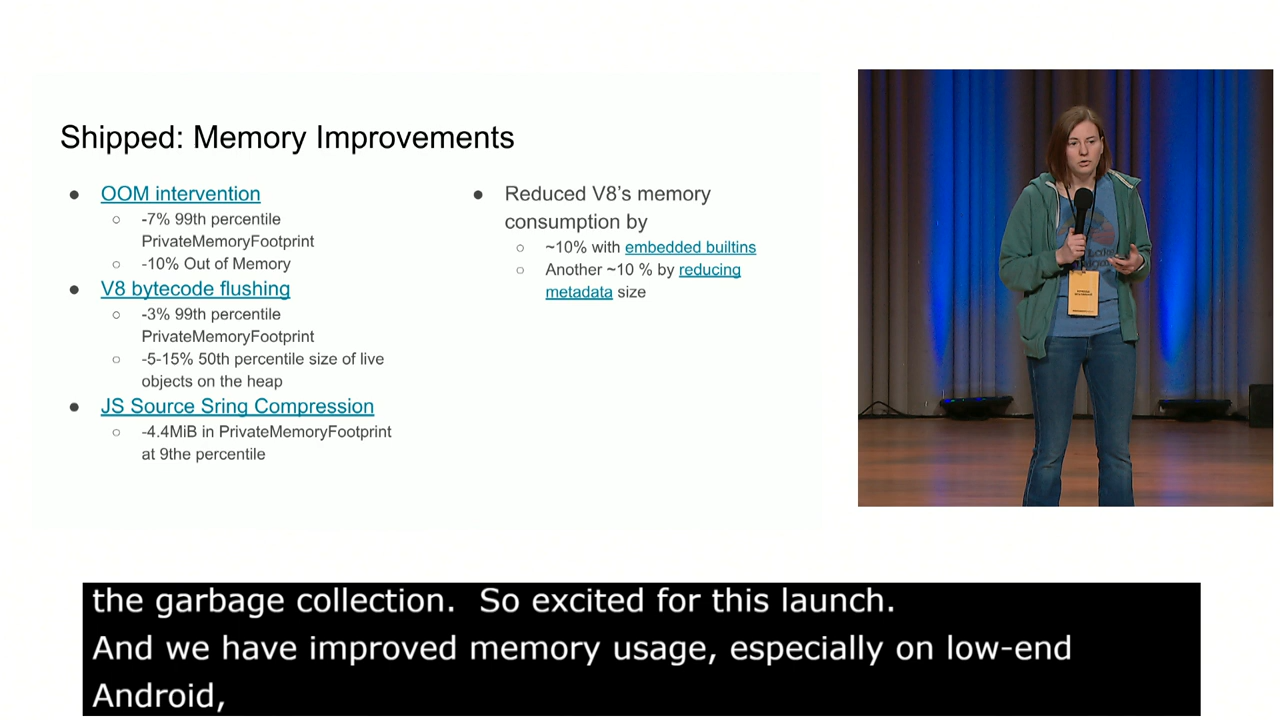 Shipped: Memory Improvements
● OOM intervention
○ -7% 99th percentile
PrivateMemoryFootprint
○ -10% Out of Memory
● V8 bytecode flushing
○ -3% 99th percentile
PrivateMemoryFootprint
○ -5-15% 50th percentile size of live
objects on the heap
● JS Source Sring Compression
○ -4.4MiB in PrivateMemoryFootprint
at 9the percentile
● Reduced V8’s memory
consumption by
○ ~10% with embedded builtins
○ Another ~10 % by reducing
metadata size
the garbage collection.  So excited for this launch.
And we have improved memory usage, especially on low-end
Android,